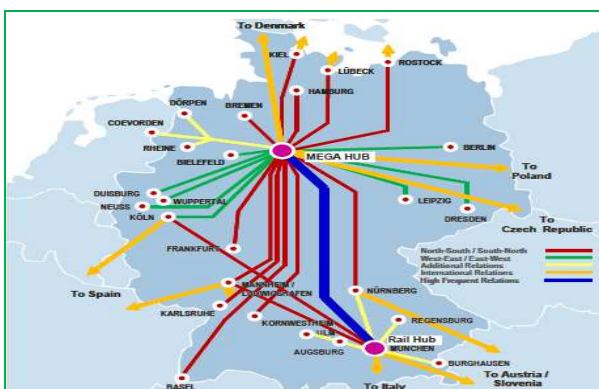 To Denmark
KIEL
LÜBECK
ROSTOCK
HAMBURG
DÖRPEN
BREMEN
COEVORDEN
RHEINE
BIELEFELD
MEGA HUB
BERLIN
To
Poland
DUISBURG
WUPPERTAL
NEUSS
KÖLN
LEIPZIG
DRESDEN
To
Czech Republic
FRANKFURT
North-South / South-North
West-East / East-West
Additional Relations
International Relations
High Frequent Relations
To Spain
MANNHEIM /
LUDWIGSHAFEN
NÜRNBERG
KARLSRUHE
KORNWESTHEIM
REGENSBURG
ULM
Rail Hub
AUGSBURG
MÜNCHEN
BURGHAUSEN
BASEL
To Italy
To Austria /
Slovenia